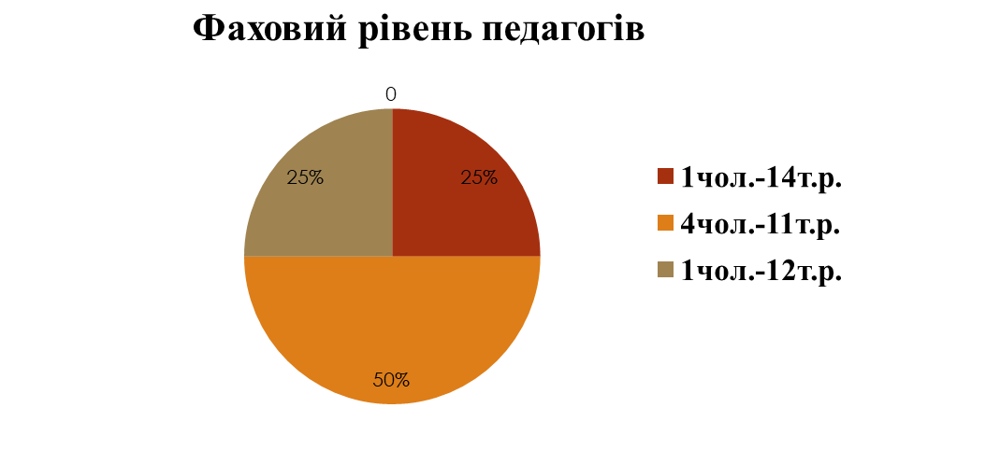 Фаховий рівень педагогів
0
25%
25%
50%
1чол.-14т.р.
4чол.-11т.р.
1чол.-12т.р.